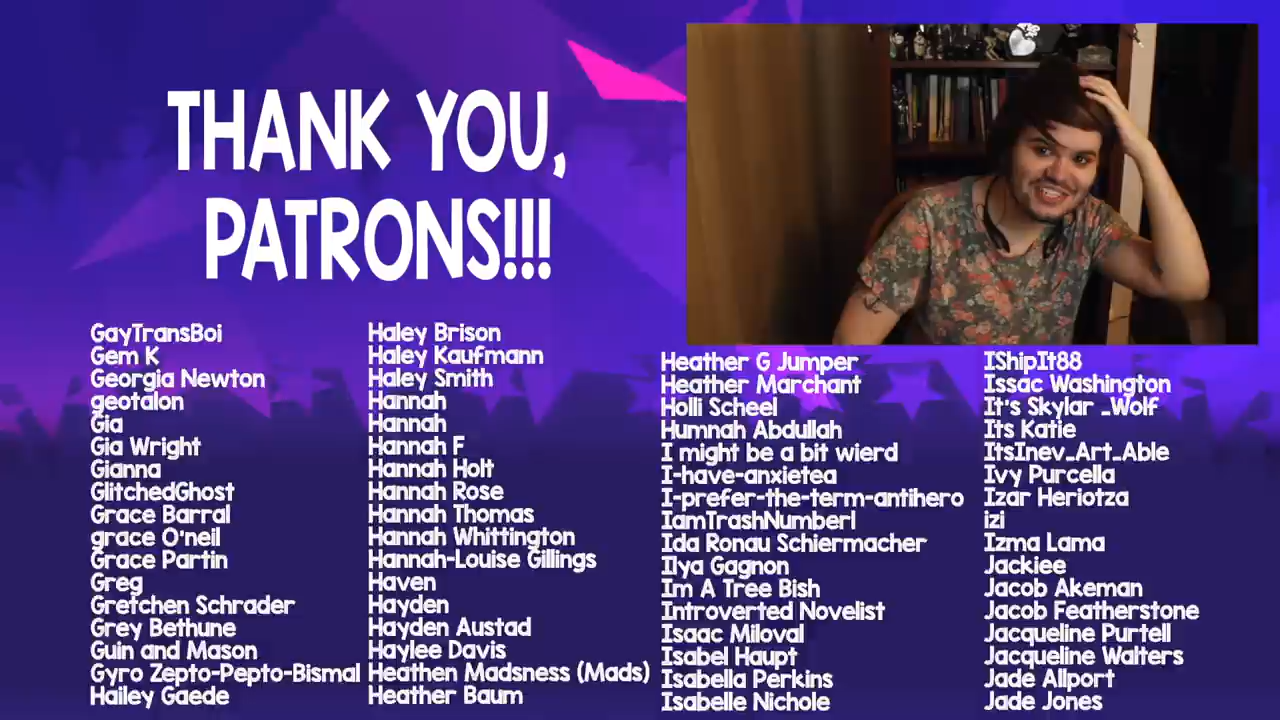 THANK YOU,
PATRONS!!!
GayTransBoi
Gem K
Georgia Newton
geotalon
Gia
Gia Wright
Gianna
GlitchedGhost
Grace Barral
grace O'neil
Grace Partin
Greg
Gretchen Schrader
Grey Bethune
Guin and Mason
Gyro Zepto-Pepto-Bismal
Hailey Gaede
Haley Brison
Haley Kaufmann
Haley Smith
Hannah
Hannah
Hannah F
Hannah Holt
Hannah Rose
Hannah Thomas
Hannah Whittington
Hannah-Louise Gillings
Haven
Hayden
Hayden Austad
Haylee Davis
Heathen Madsness (Mads)
Heather Baum
Heather G Jumper
Heather Marchant
Holli Scheel
Humnah Abdullah
I might be a bit wierd
I-have-anxietea
I-prefer-the-term-antihero
IamTrashNumber1
Ida Ronau Schiermacher
Ilya Gagnon
Im A Tree Bish
Introverted Novelist
Isaac Miloval
Isabel Haupt
Isabella Perkins
Isabelle Nichole
IShipIt88
Issac Washington
It's Skylar _Wolf
Its Katie
ItsInev_Art_Able
Ivy Purcella
Izar Heriotza
izi
Izma Lama
Jackiee
Jacob Akeman
Jacob Featherstone
Jacqueline Purtell
Jacqueline Walters
Jade Allport
Jade Jones